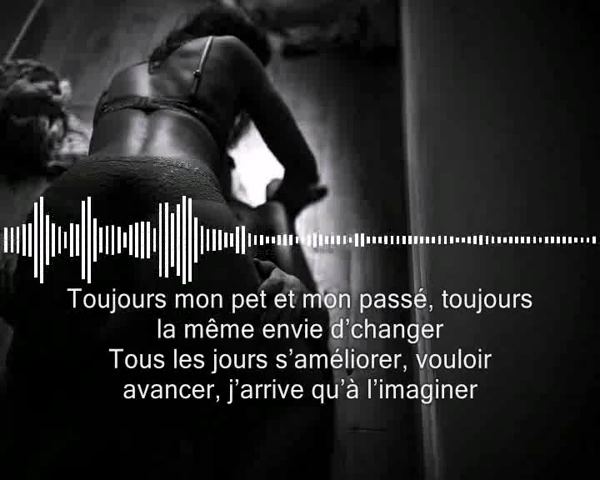 Toujours mon pet et mon passé, toujours
la même envie d'changer
Tous les jours s'améliorer, vouloir
avancer, j'arrive qu'à l'imaginer